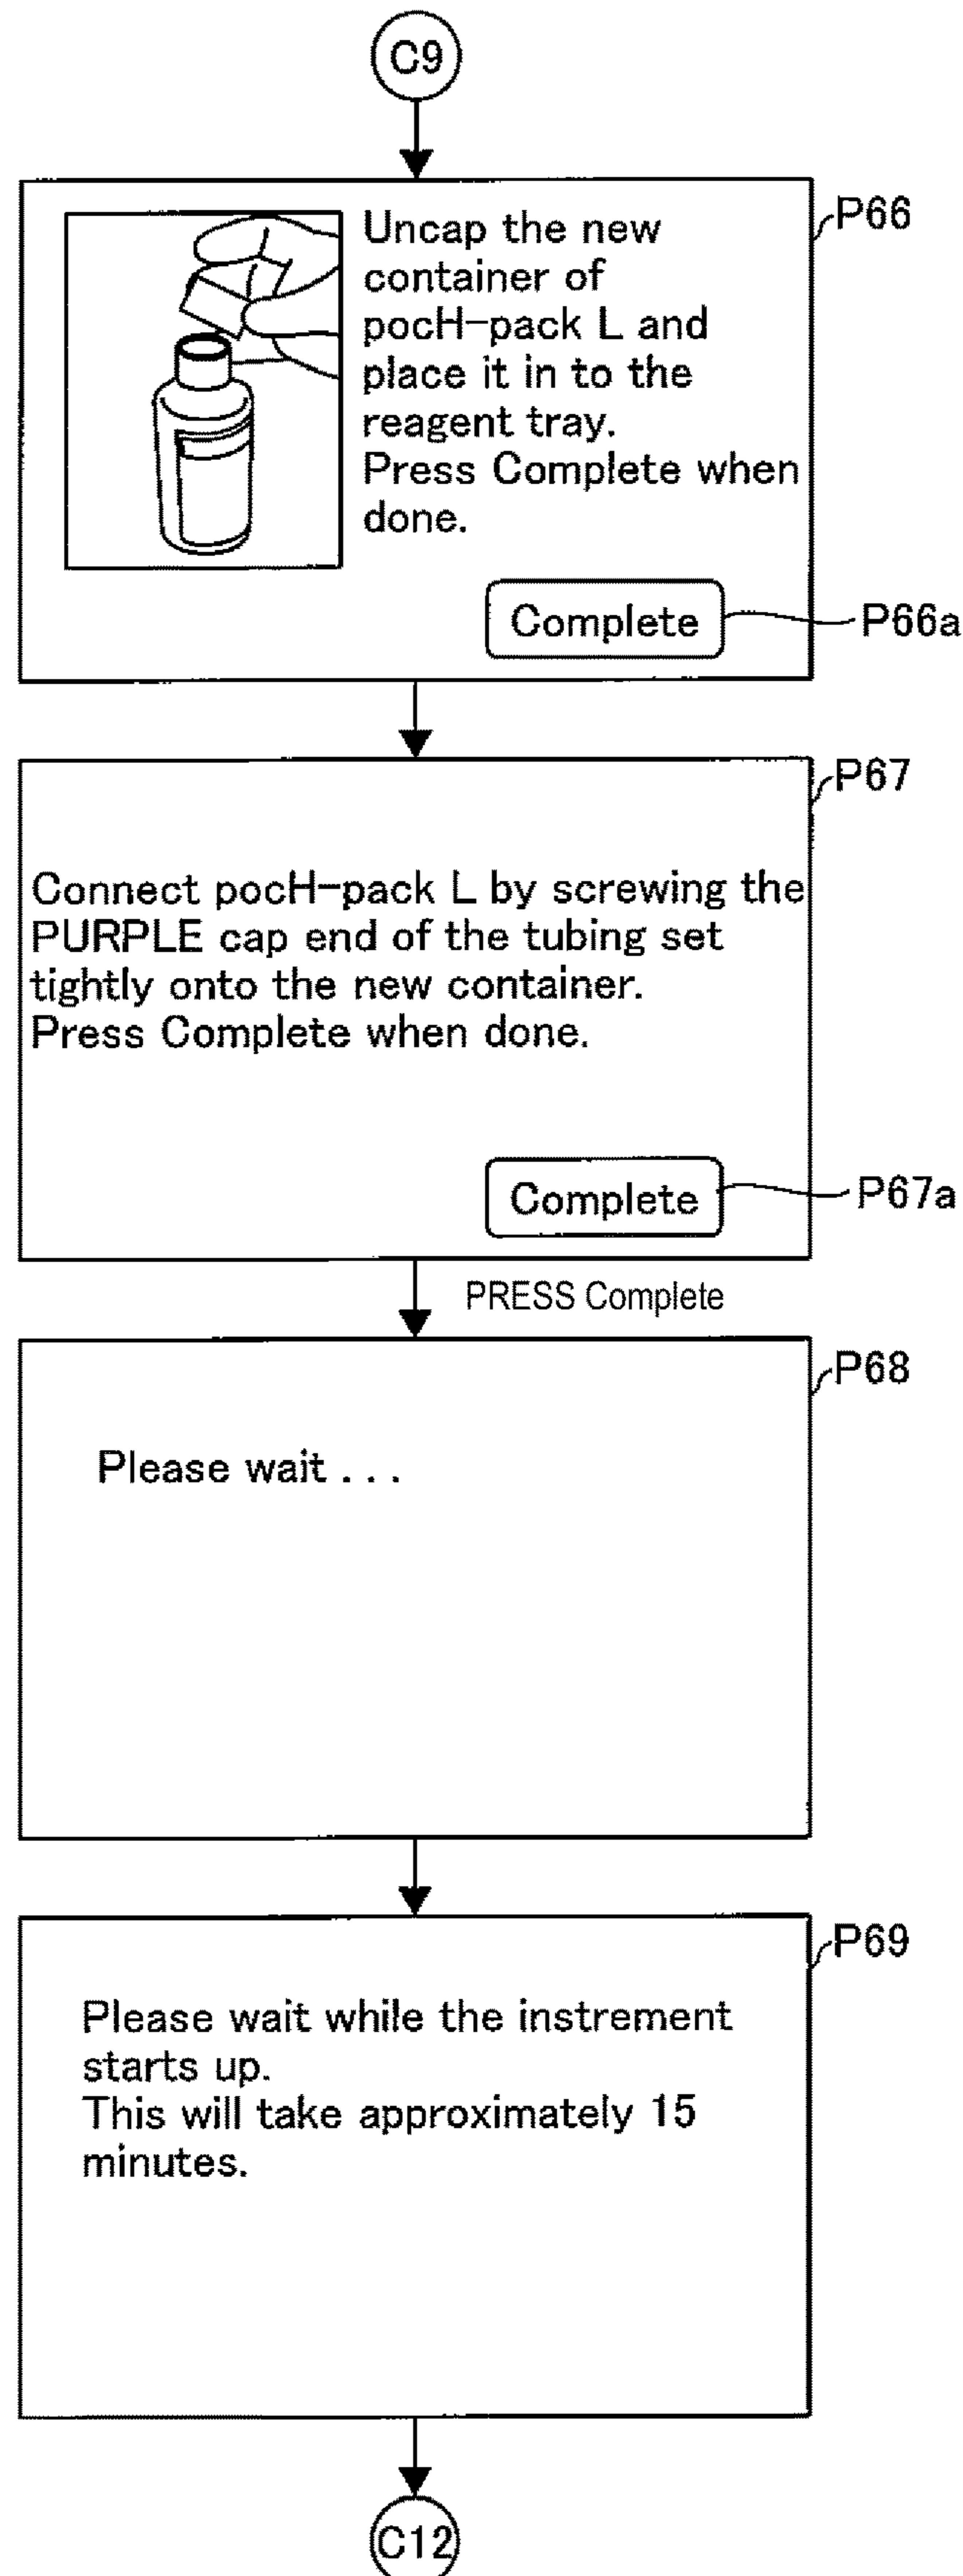 C9
P66
Uncap the new
container of
pocH-pack L and
place it in to the
reagent tray.
Press Complete when
done.
Complete
P66a
P67
Connect pocH-pack L by screwing the
PURPLE cap end of the tubing set
tightly onto the new container.
Press Complete when done.
Complete
P67a
PRESS Complete
P68
Please wait . . .
P69
Please wait while the instrement
starts up.
This will take approximately 15
minutes.
C12